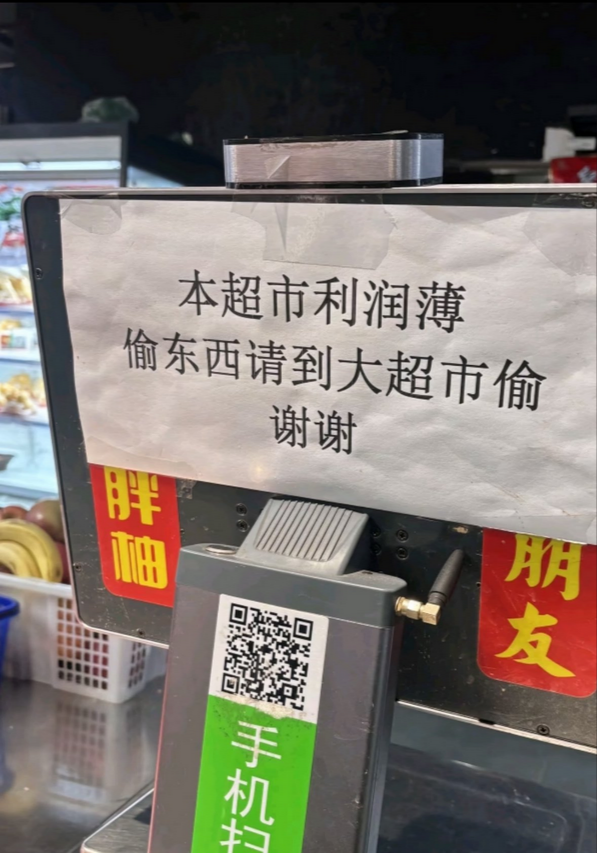 本超市利润薄
偷东西请到大超市偷
谢谢
胖柚
朋友
手机扫